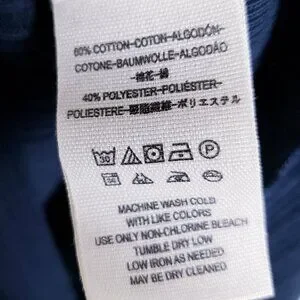 60% COTTON-COTON-ALGODÓN-
COTONE-BAUMWOLLE-ALGODÃO
-棉花-綿
40% POLYESTER-POLIÉSTER-
POLIESTERE-聚脂纖維-ポリエステル
30 P
MACHINE WASH COLD
WITH LIKE COLORS
USE ONLY NON-CHLORINE BLEACH
TUMBLE DRY LOW
LOW IRON AS NEEDED
MAY BE DRY CLEANED